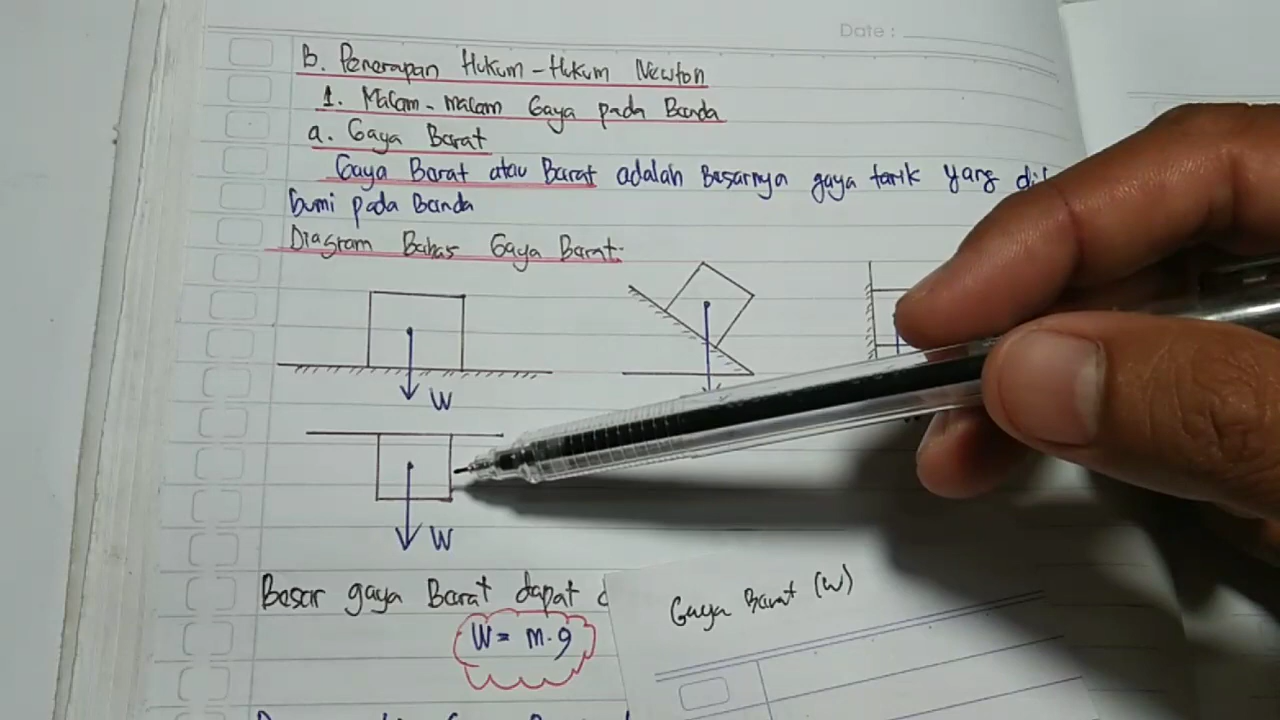 Date :
B. Penerapan Hukum - Hukum Newton
1. Macam - macam Gaya pada Benda
a. Gaya Berat
Gaya Berat atau Berat adalah Besarnya gaya tarik yang
bumi pada Benda
Diagram Bebas Gaya Berat.
W
W
Besar gaya Berat dapat
W = m.g
Gaya Berat (W)